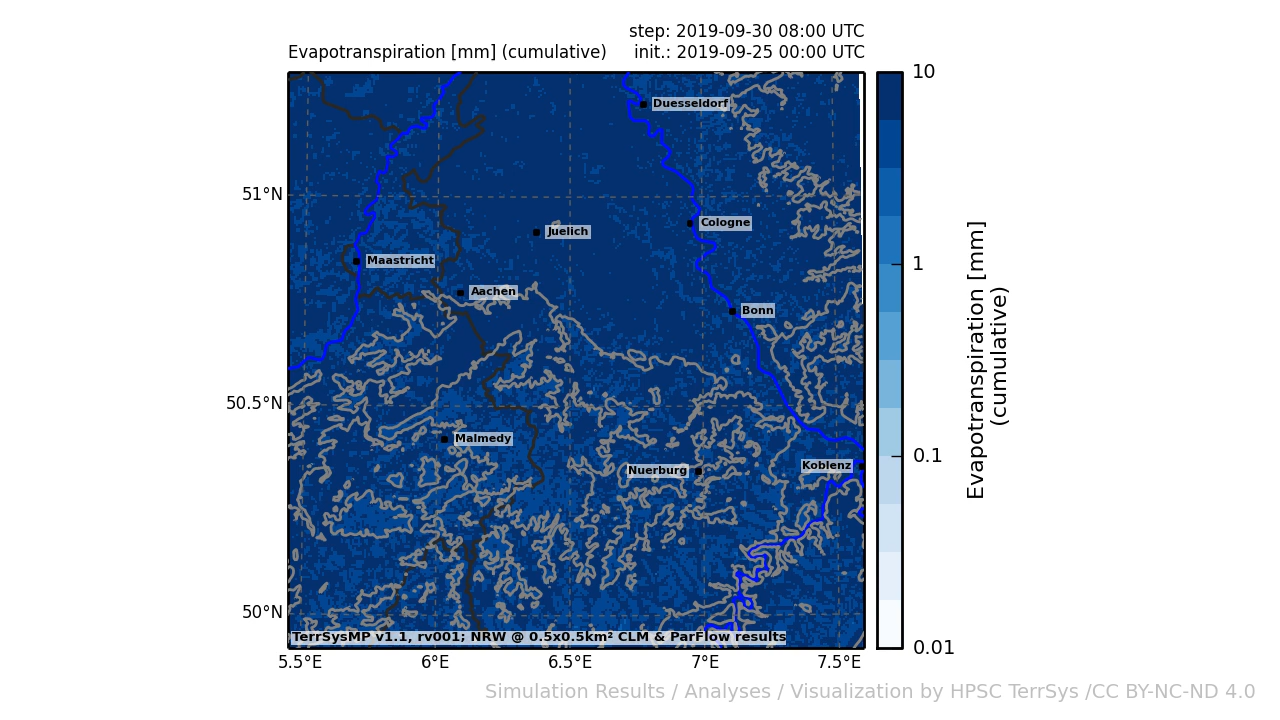 step: 2019-09-30 08:00 UTC
Evapotranspiration [mm] (cumulative) init.: 2019-09-25 00:00 UTC
10
Duesseldorf
51°N
Cologne
Juelich
Maastricht
1
Aachen
Bonn
Evapotranspiration [mm]
(cumulative)
50.5°N
Malmedy
0.1
Koblenz
Nuerburg
50°N
TerrSysMP v1.1, rv001; NRW @ 0.5x0.5km² CLM & ParFlow results
0.01
5.5°E 6°E 6.5°E 7°E 7.5°E
Simulation Results / Analyses / Visualization by HPSC TerrSys /CC BY-NC-ND 4.0